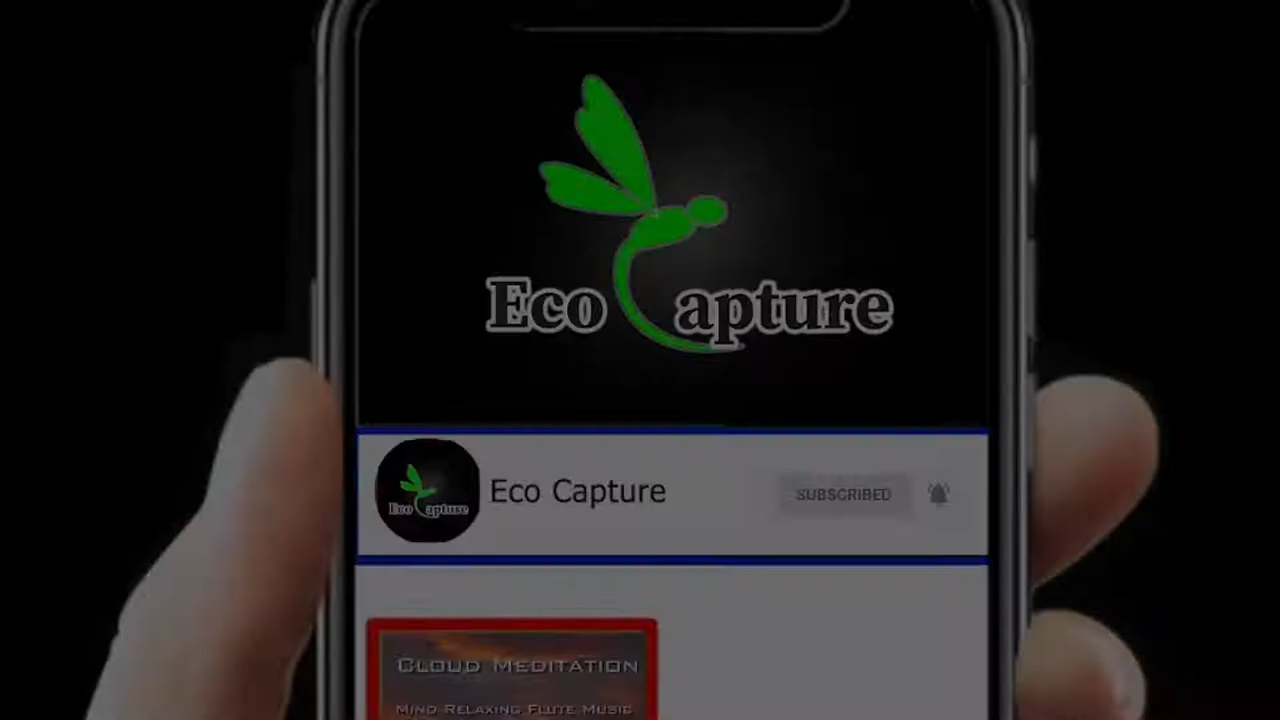 Eco Capture
Eco Capture
Eco Capture
SUBSCRIBED
CLOUD MEDITATION
MIND RELAXING FLUTE MUSIC